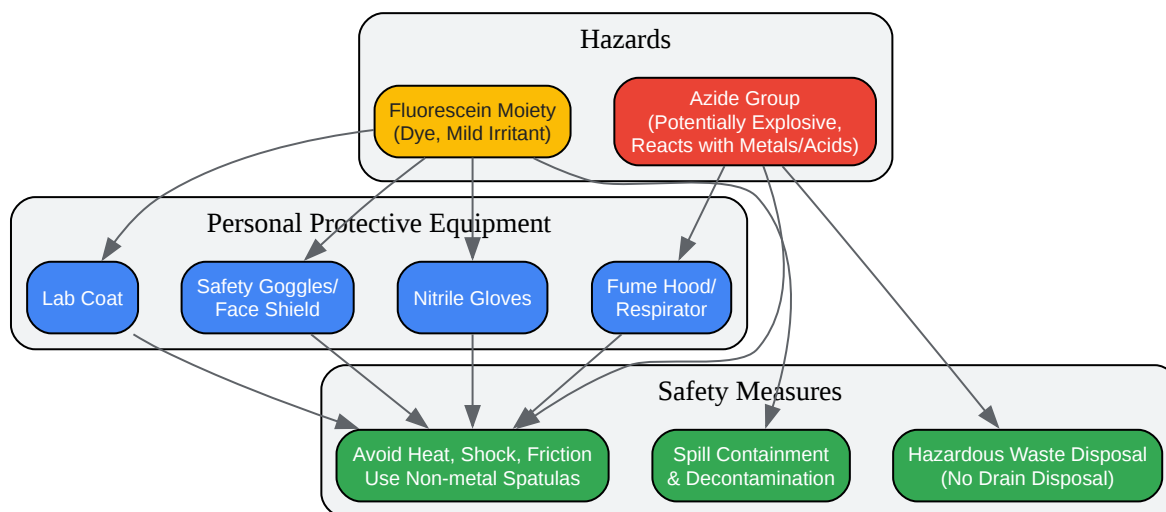 Hazards
Fluorescein Moiety
(Dye, Mild Irritant)
Azide Group
(Potentially Explosive,
Reacts with Metals/Acids)
Personal Protective Equipment
Lab Coat
Safety Goggles/
Face Shield
Nitrile Gloves
Fume Hood/
Respirator
Safety Measures
Avoid Heat, Shock, Friction
Use Non-metal Spatulas
Spill Containment
& Decontamination
Hazardous Waste Disposal
(No Drain Disposal)